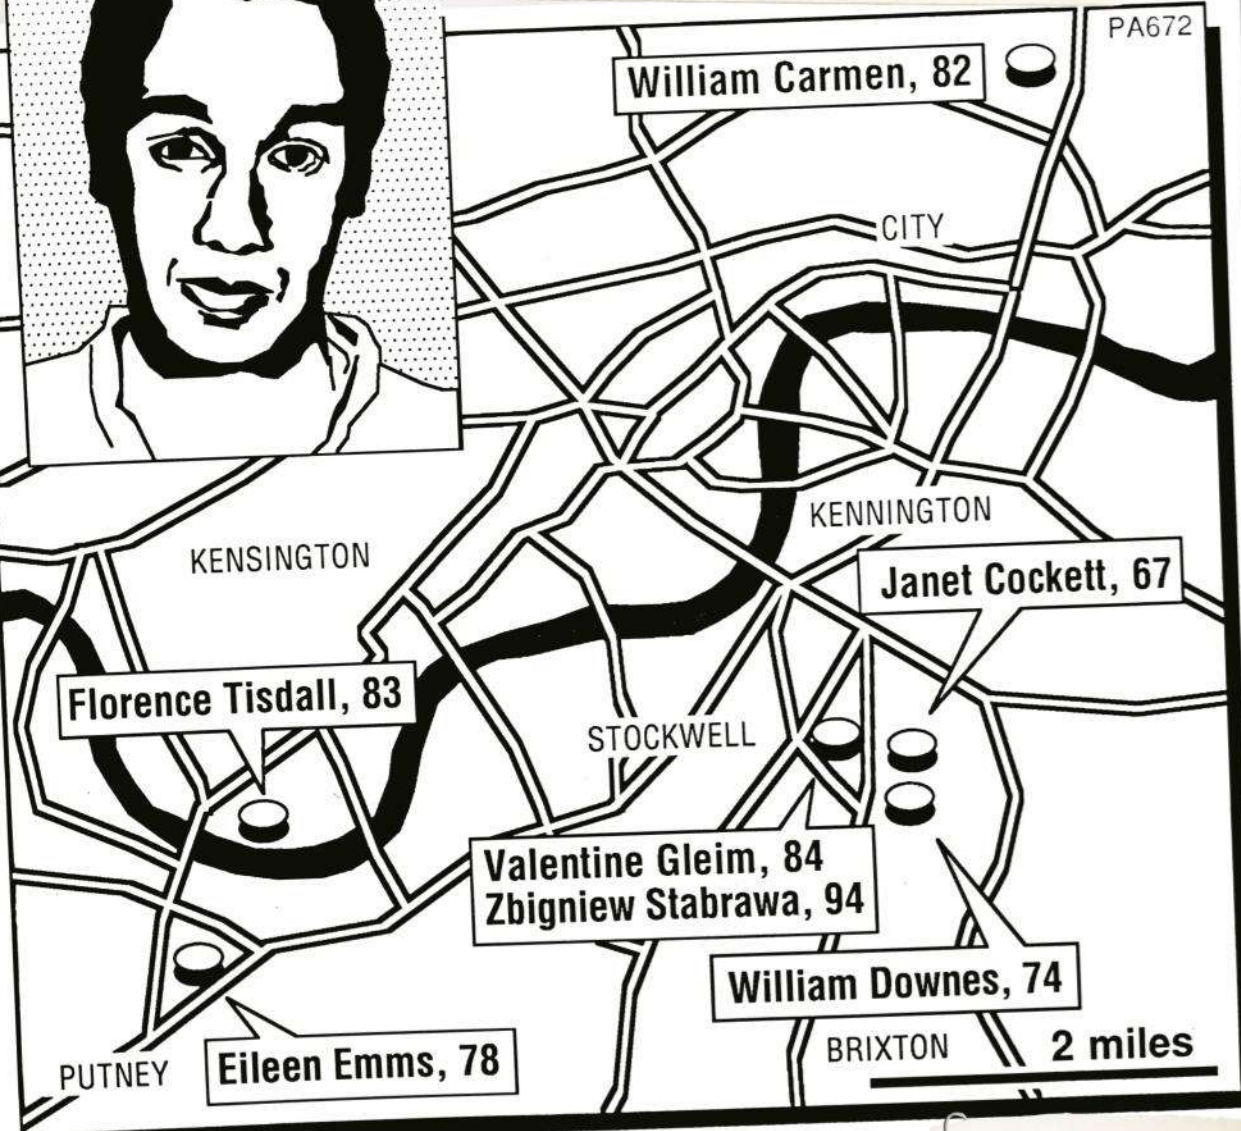 PA672
William Carmen, 82
CITY
KENNINGTON
KENSINGTON
Janet Cockett, 67
Florence Tisdall, 83
STOCKWELL
Valentine Gleim, 84
Zbigniew Stabrawa, 94
William Downes, 74
BRIXTON
2 miles
Eileen Emms, 78
PUTNEY